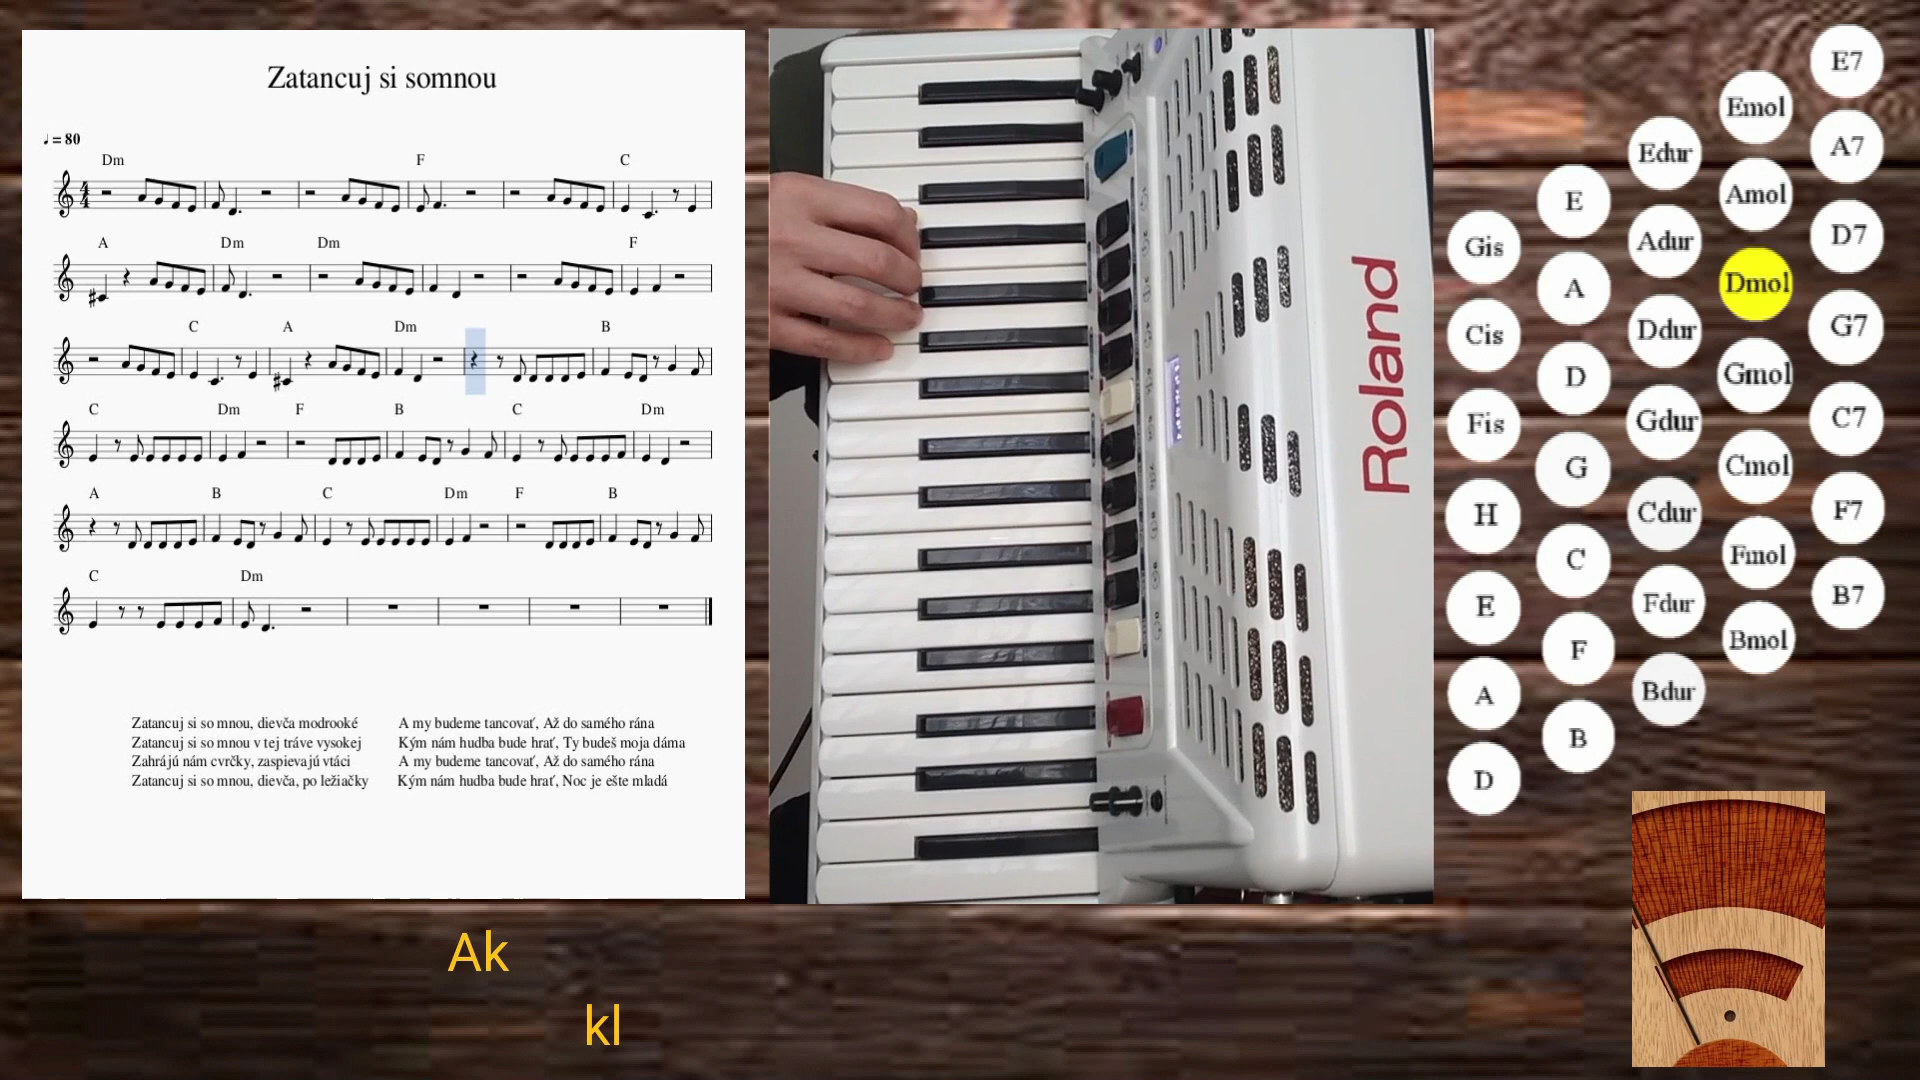 Zatancuj si somnou
♩ = 80
Dm F C
4
4
A Dm Dm F
C A Dm B
C Dm F B C Dm
A B C Dm F B
C Dm
Zatancuj si so mnou, dievča modrooké
Zatancuj si so mnou v tej tráve vysokej
Zahrájú nám cvrčky, zaspievajú vtáci
Zatancuj si so mnou, dievča, po ležiačky
A my budeme tancovať, Až do samého rána
Kým nám hudba bude hrať, Ty budeš moja dáma
A my budeme tancovať, Až do samého rána
Kým nám hudba bude hrať, Noc je ešte mladá
Roland
Gis
Cis
Fis
H
E
A
D
E
A
D
G
C
F
B
Edur
Adur
Ddur
Gdur
Cdur
Fdur
Bdur
Emol
Amol
Dmol
Gmol
Cmol
Fmol
Bmol
E7
A7
D7
G7
C7
F7
B7
Ak
kl